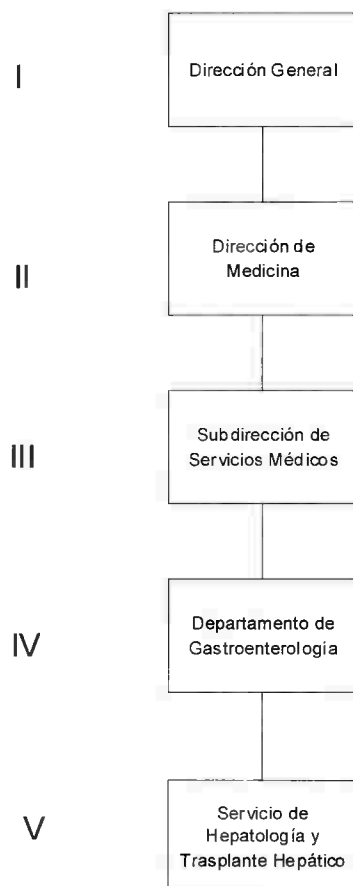 I
Dirección General
II
Dirección de
Medicina
III
Subdirección de
Servicios Médicos
IV
Departamento de
Gastroenterología
V
Servicio de
Hepatología y
Trasplante Hepático